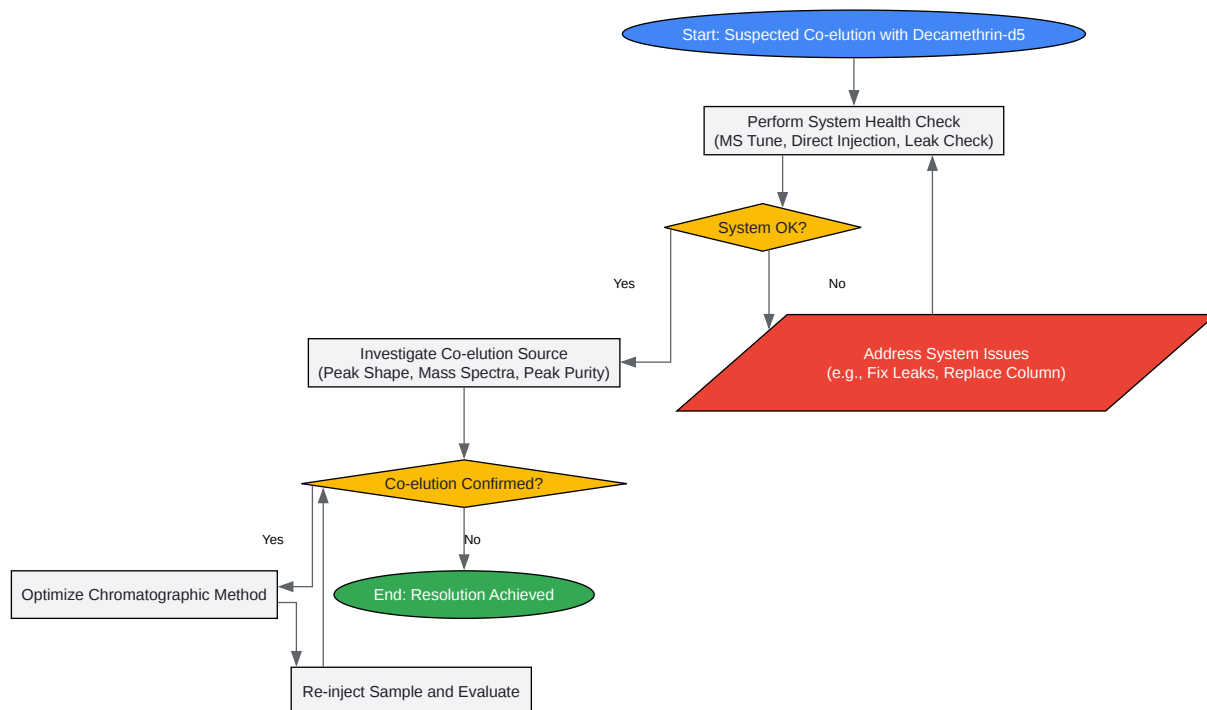 Start: Suspected Co-elution with Decamethrin-d5
Perform System Health Check
(MS Tune, Direct Injection, Leak Check)
System OK?
Yes
No
Address System Issues
(e.g., Fix Leaks, Replace Column)
Investigate Co-elution Source
(Peak Shape, Mass Spectra, Peak Purity)
Co-elution Confirmed?
Yes
No
Optimize Chromatographic Method
End: Resolution Achieved
Re-inject Sample and Evaluate